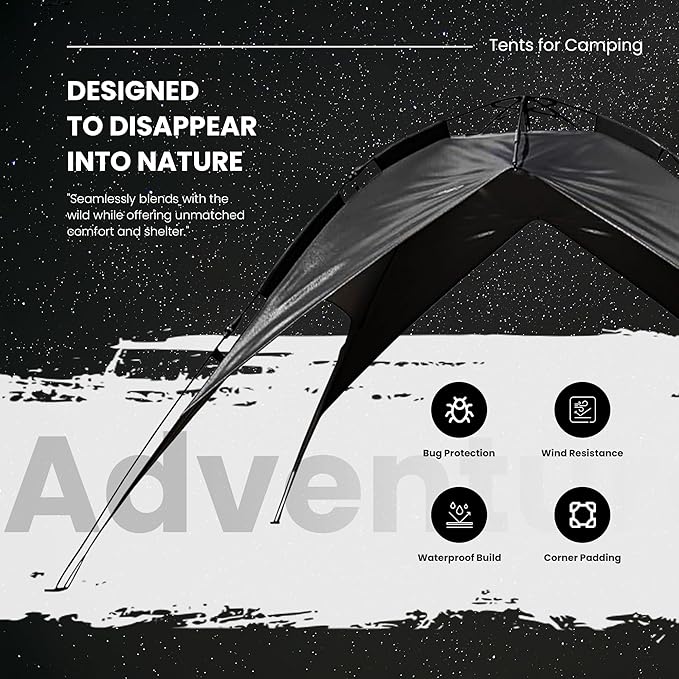 Tents for Camping
DESIGNED
TO DISAPPEAR
INTO NATURE
"Seamlessly blends with the
wild while offering unmatched
comfort and shelter."
Bug Protection
Wind Resistance
Adventur
Waterproof Build
Corner Padding